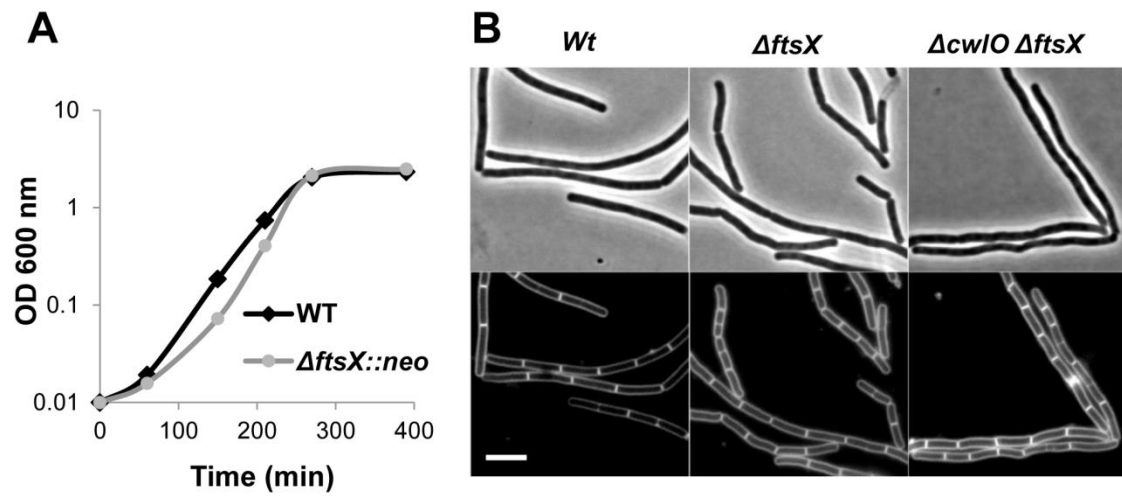 A
OD 600 nm
10
1
0.1
0.01
0
100
200
300
400
Time (min)
WT
ΔftsX::neo
B
Wt
ΔftsX
ΔcwlO ΔftsX